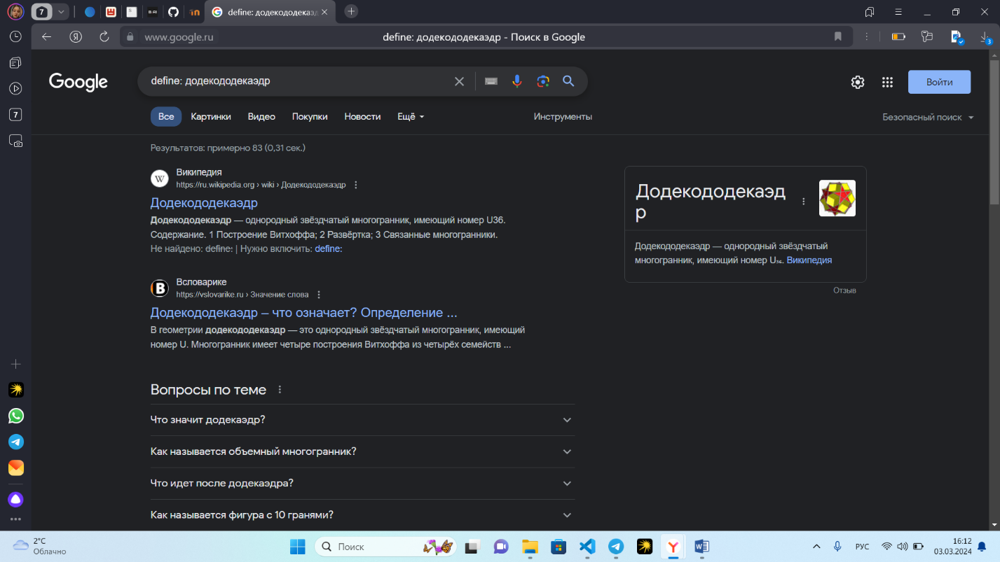 7
define: додекододекаэдр
www.google.ru
define: додекододекаэдр - Поиск в Google
3
7
Google
define: додекододекаэдр
Войти
Все Картинки Видео Покупки Новости Ещё Инструменты
Безопасный поиск
Результатов: примерно 83 (0,31 сек.)
W
Википедия
https://ru.wikipedia.org › wiki › Додекододекаэдр
Додекододекаэдр
Додекододекаэдр — однородный звёздчатый многогранник, имеющий номер U36.
Содержание. 1 Построение Витхоффа; 2 Развёртка; 3 Связанные многогранники.
Не найдено: define: | Нужно включить: define:
В
Всловарике
https://vslovarike.ru › Значение слова
Додекододекаэдр – что означает? Определение ...
В геометрии додекододекаэдр — это однородный звёздчатый многогранник, имеющий
номер U. Многогранник имеет четыре построения Витхоффа из четырёх семейств ...
Вопросы по теме
Что значит додекаэдр?
Как называется объемный многогранник?
Что идет после додекаэдра?
Как называется фигура с 10 гранями?
Додекододекаэд
р
Додекододекаэдр — однородный звёздчатый
многогранник, имеющий номер U₃₆. Википедия
Отзыв
2°C
Облачно
Поиск
РУС
16:12
03.03.2024